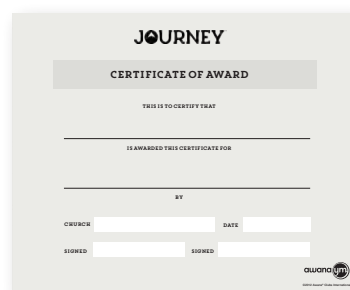 JOURNEY
CERTIFICATE OF AWARD
THIS IS TO CERTIFY THAT
IS AWARDED THIS CERTIFICATE FOR
BY
CHURCH DATE
SIGNED SIGNED
awana ym